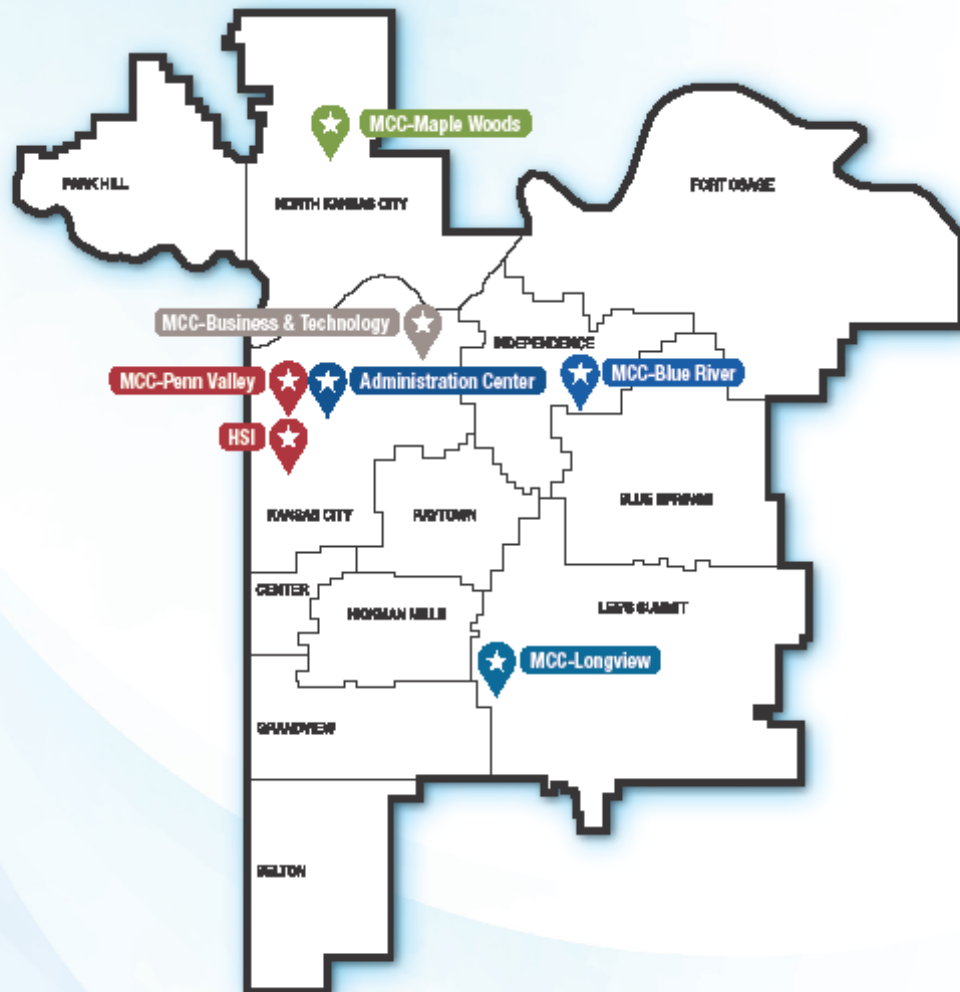 MCC-Maple Woods
PARK HILL
FORT OSAGE
NORTH KANSAS CITY
MCC-Business & Technology
INDEPENDENCE
MCC-Penn Valley
Administration Center
MCC-Blue River
HSI
BLUE SPRINGS
KANSAS CITY
RAYTOWN
CENTER
HICKMAN MILLS
LEE'S SUMMIT
MCC-Longview
GRANDVIEW
BELTON